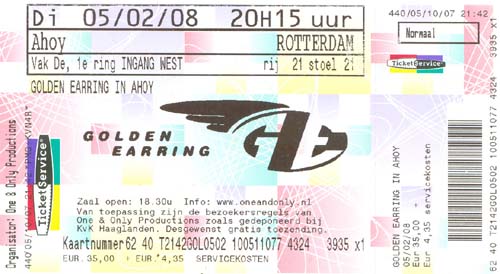 Di 05/02/08 20H15 uur
Ahoy ROTTERDAM
Vak De, 1e ring INGANG WEST rij 21 stoel 21
GOLDEN EARRING IN AHOY
GOLDEN
EARRING
GE
Zaal open: 18.30u Info: www.oneandonly.nl
Van toepassing zijn de bezoekersregels van
One & Only Productions zoals gedeponeerd bij
KvK Haaglanden. Desgewenst gratis toezending.
Kaartnummer62 40 T2142GOL0502 100511077 4324 3935 x1
EUR. 35,00 + EUR. 4,35 SERVICEKOSTEN
Organisator: One & Only Productions
TicketService
440/05/10/07 21:42
Normaal
TicketService
GOLDEN EARRING IN AHOY
05/02/08
EUR 35,00 +
EUR 4,35 servicekosten
62 40 T2142GOL0502 100511077 4324 3935 x1